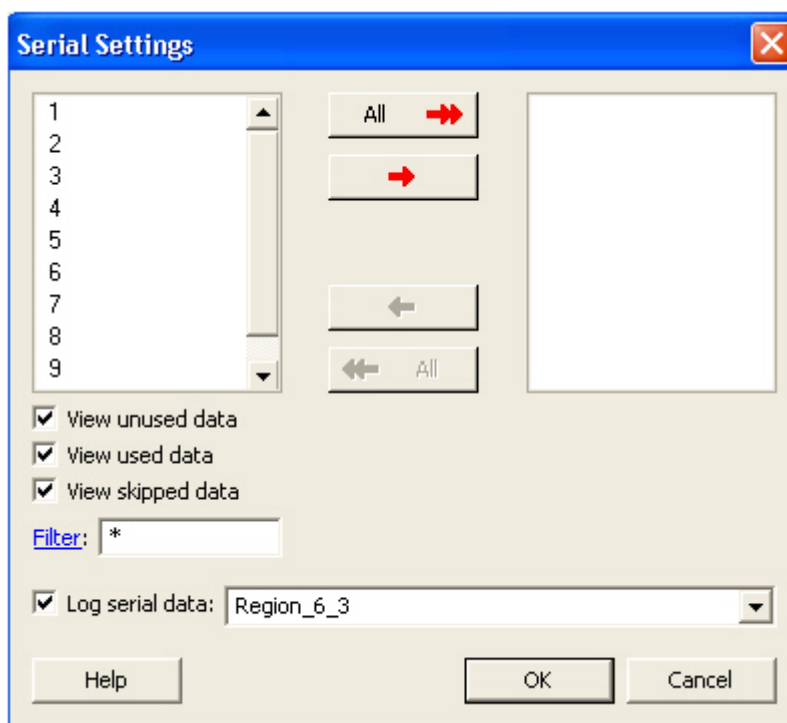 Serial Settings
1
2
3
4
5
6
7
8
9
All
All
View unused data
View used data
View skipped data
Filter: *
Log serial data: Region_6_3
Help OK Cancel